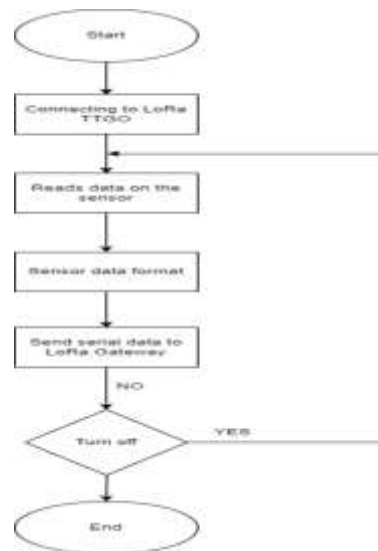 Start
Connecting to LoRa
TTGO
Reads data on the
sensor
Sensor data format
Send serial data to
LoRa Gateway
NO
Turn off
YES
End